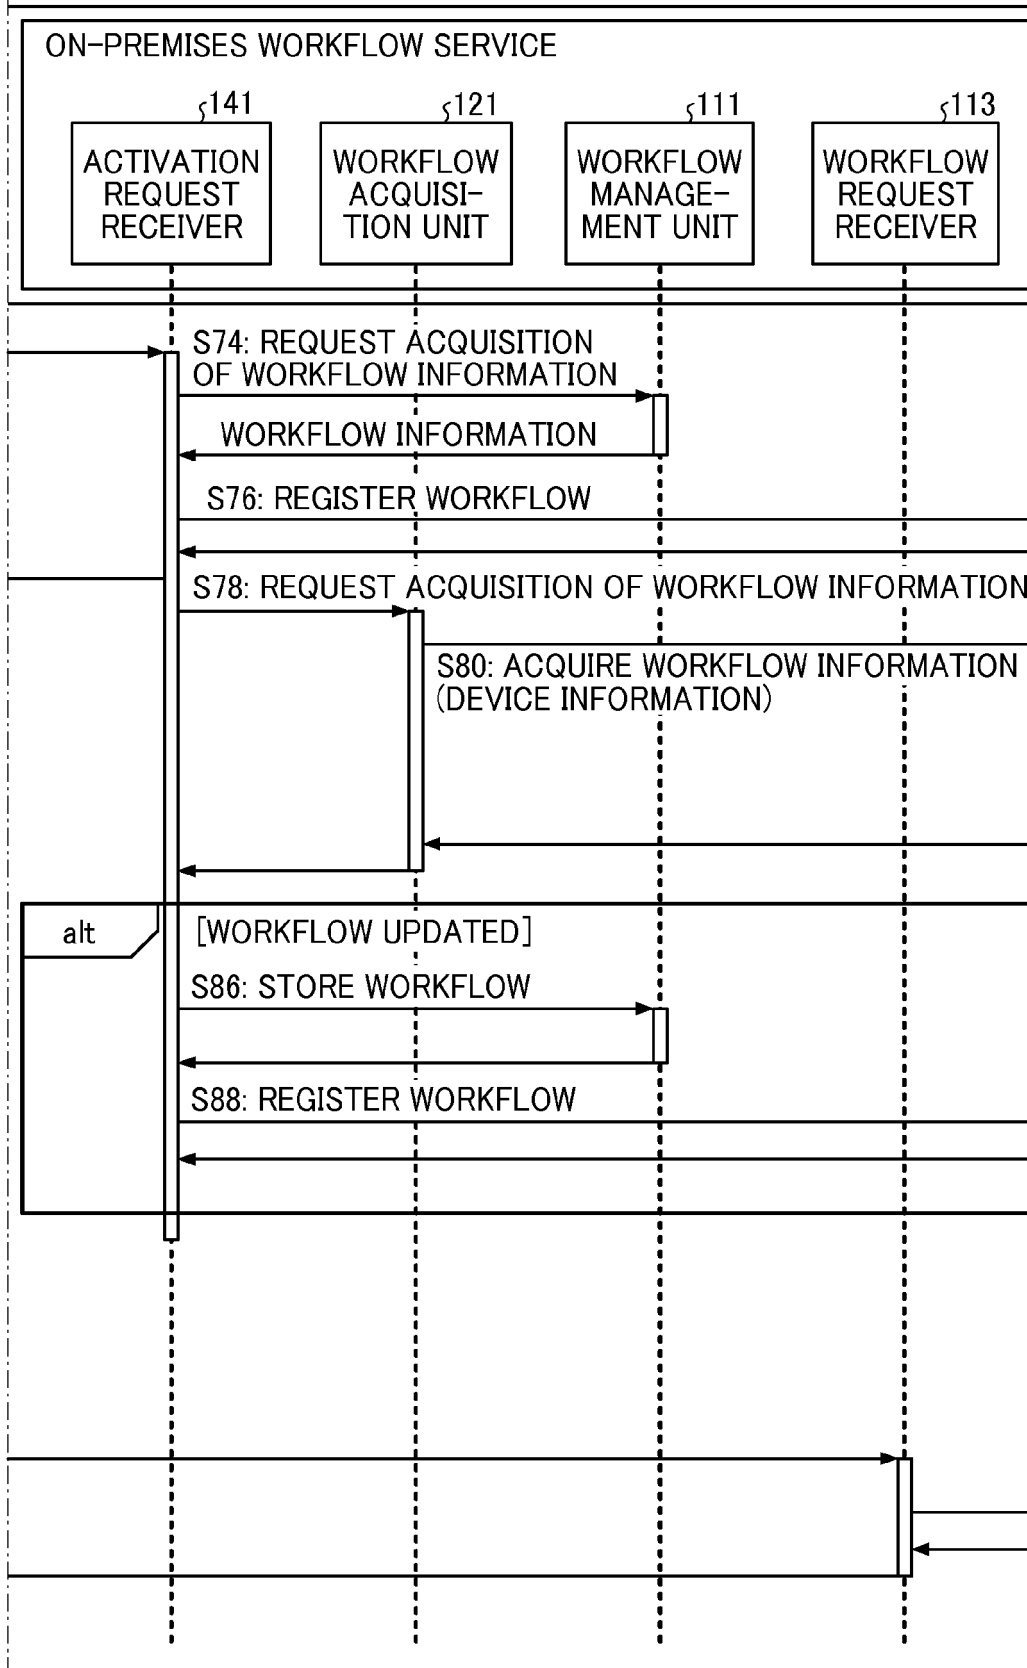 ON-PREMISES WORKFLOW SERVICE
141
121
111
113
ACTIVATION
REQUEST
RECEIVER
WORKFLOW
ACQUISI-
TION UNIT
WORKFLOW
MANAGE-
MENT UNIT
WORKFLOW
REQUEST
RECEIVER
S74: REQUEST ACQUISITION
OF WORKFLOW INFORMATION
WORKFLOW INFORMATION
S76: REGISTER WORKFLOW
S78: REQUEST ACQUISITION OF WORKFLOW INFORMATION
S80: ACQUIRE WORKFLOW INFORMATION
(DEVICE INFORMATION)
alt
[WORKFLOW UPDATED]
S86: STORE WORKFLOW
S88: REGISTER WORKFLOW